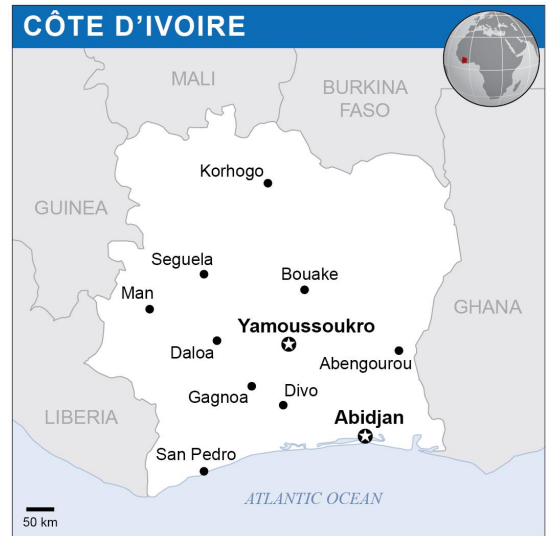 CÔTE D’IVOIRE
MALI
BURKINA
FASO
Korhogo
GUINEA
Seguela
Bouake
Man
GHANA
Yamoussoukro
Daloa
Abengourou
Gagnoa
Divo
LIBERIA
Abidjan
San Pedro
ATLANTIC OCEAN
50 km